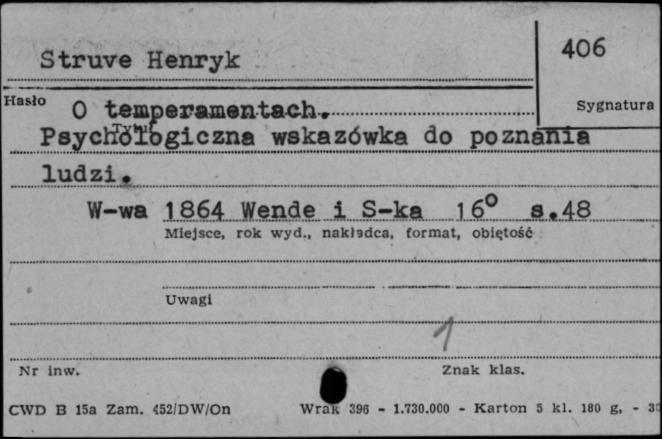 Struve Henryk
406
Hasło
O temperamentach.
Sygnatura
Tytuł
Psychologiczna wskazówka do poznania
ludzi.
W-wa 1864 Wende i S-ka 16° s.48
Miejsce, rok wyd., nakładca, format, objętość
Uwagi
1
Nr inw.
Znak klas.
CWD B 15a Zam. 452/DW/On Wrak 396 - 1.730.000 - Karton 5 kl. 180 g, - 30